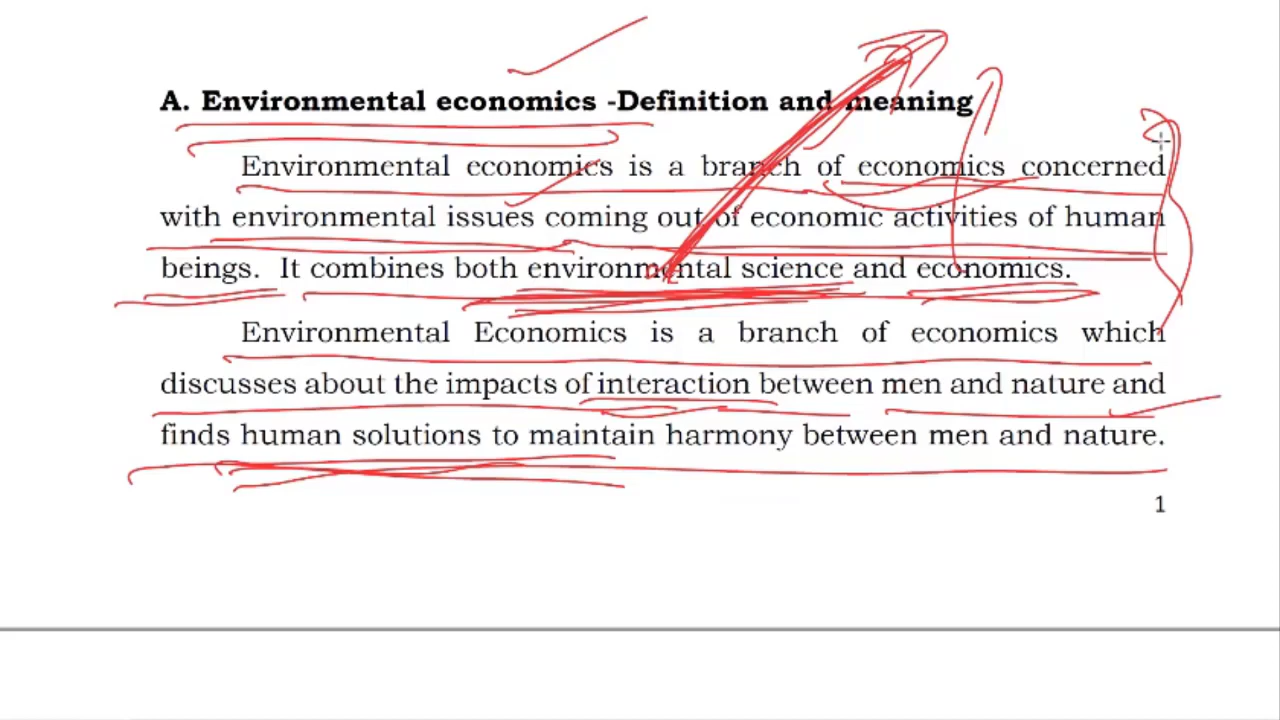 A. Environmental economics -Definition and meaning
Environmental economics is a branch of economics concerned
with environmental issues coming out of economic activities of human
beings. It combines both environmental science and economics.
Environmental Economics is a branch of economics which
discusses about the impacts of interaction between men and nature and
finds human solutions to maintain harmony between men and nature.
1